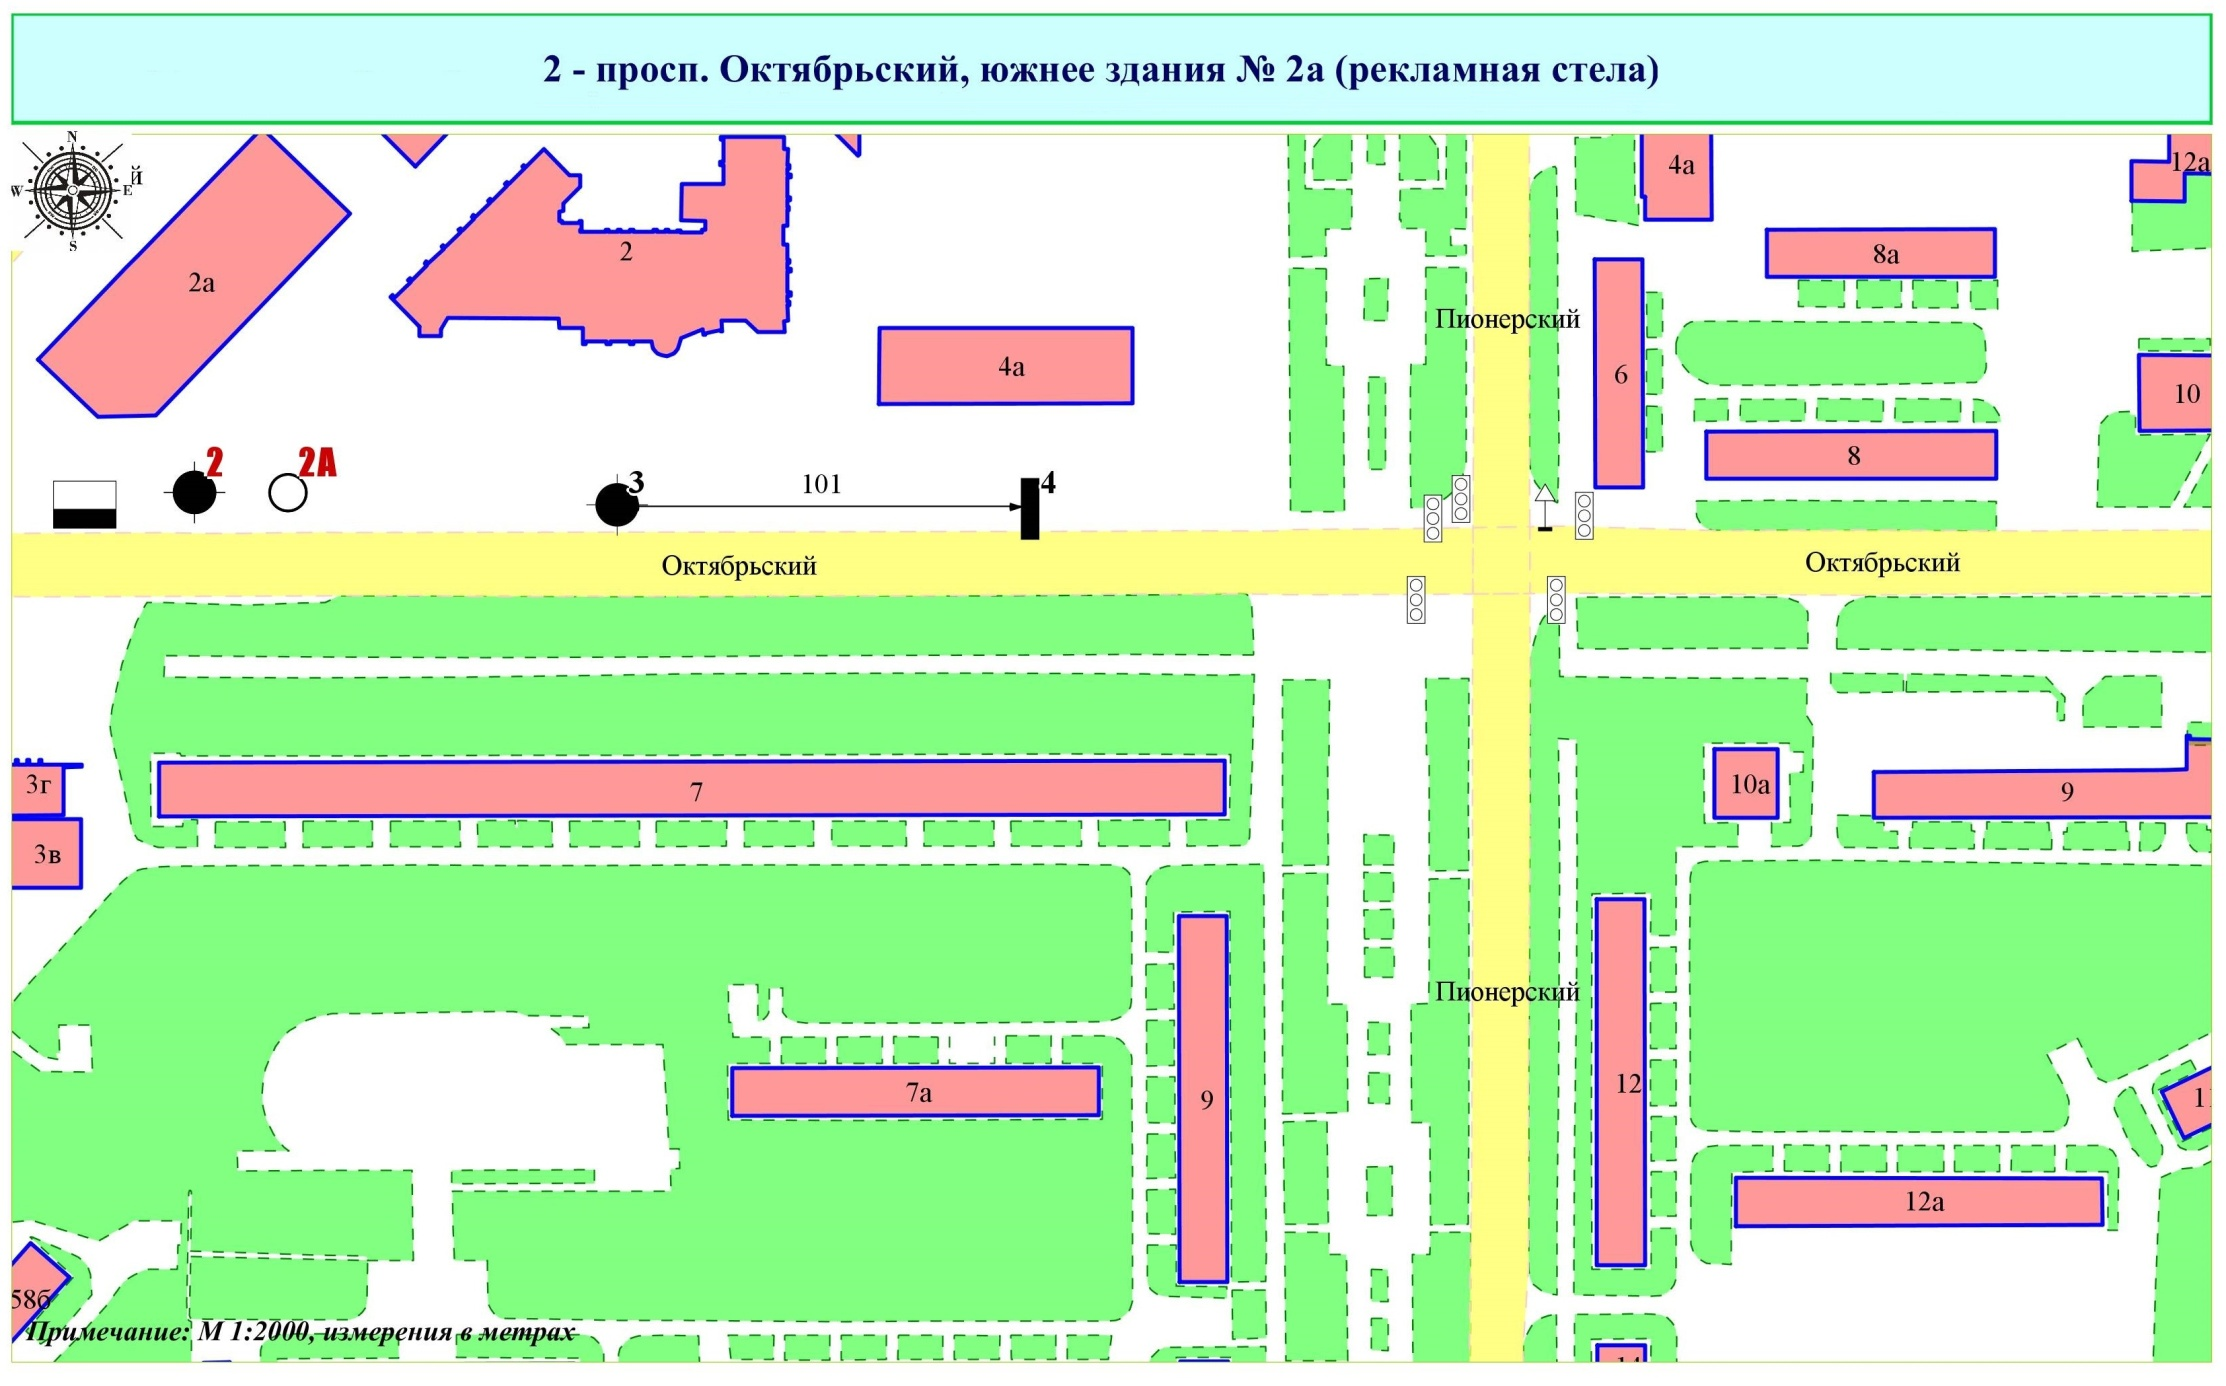 2 - просп. Октябрьский, южнее здания № 2а (рекламная стела)
N
й
W
E
S
2а
2
4а
4а
12а
8а
Пионерский
6
10
8
2
2А
3
101
4
Октябрьский
Октябрьский
3г
7
10а
9
3в
Пионерский
7а
9
12
11
12а
58б
Примечание: М 1:2000, измерения в метрах
14